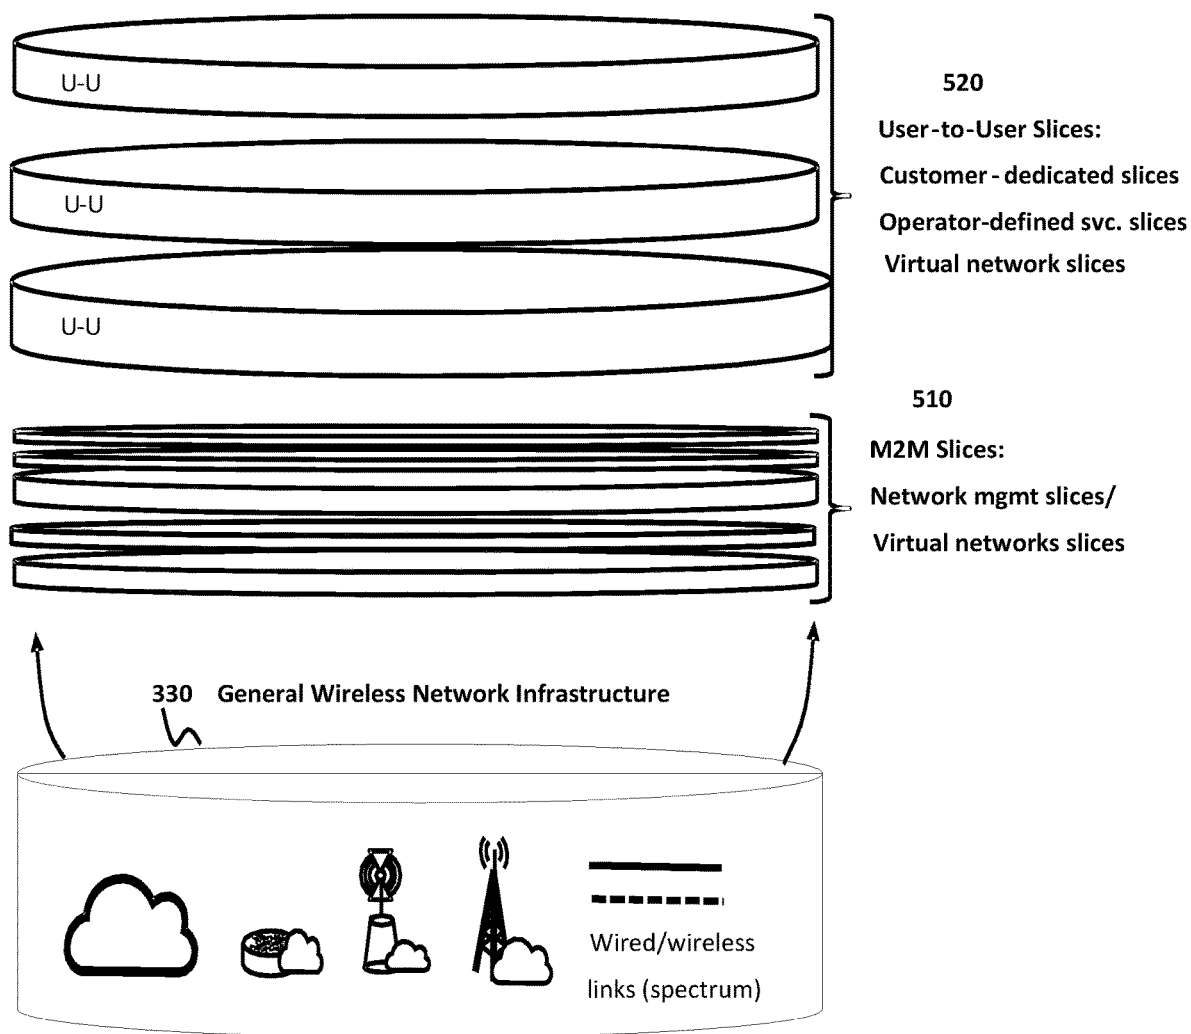 U-U
520
User-to-User Slices:
Customer-dedicated slices
U-U
Operator-defined svc. slices
Virtual network slices
U-U
510
M2M Slices:
Network mgmt slices/
Virtual networks slices
330 General Wireless Network Infrastructure
Wired/wireless
links (spectrum)